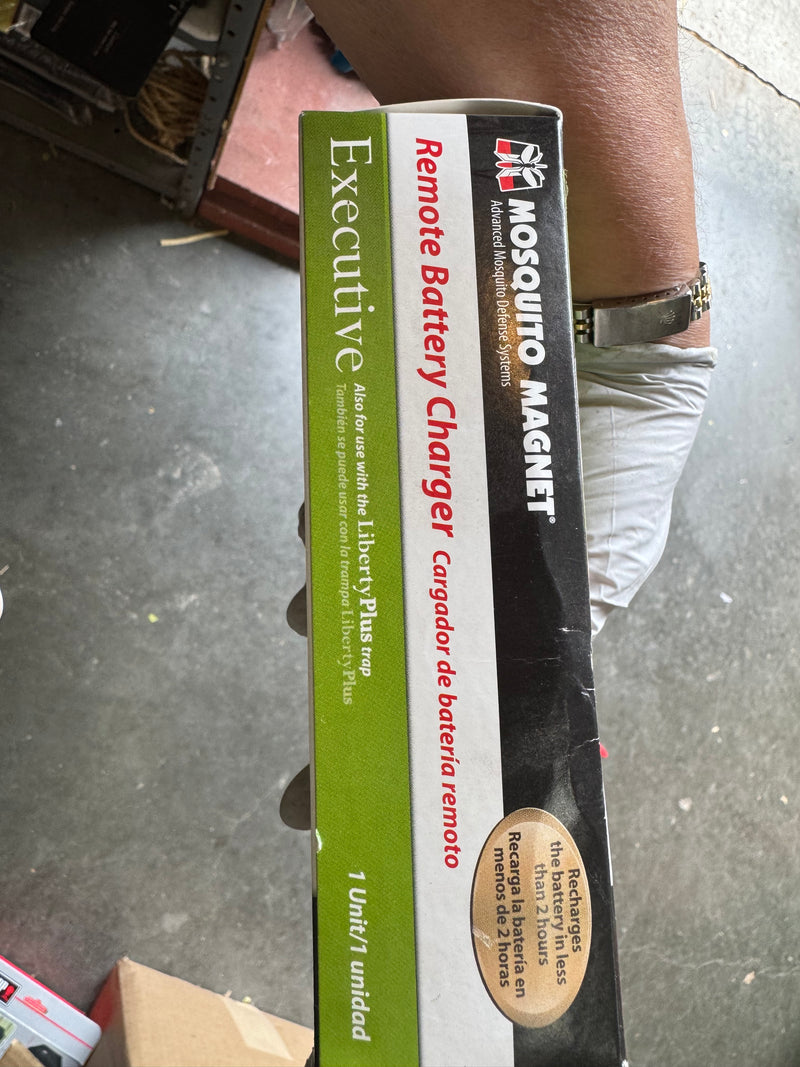 MOSQUITO MAGNET®
Advanced Mosquito Defense Systems
Remote Battery Charger Cargador de batería remoto
Executive
Also for use with the LibertyPlus trap
También se puede usar con la trampa LibertyPlus
1 Unit/1 unidad
Recharges
the battery in less
than 2 hours
Recarga la batería en
menos de 2 horas